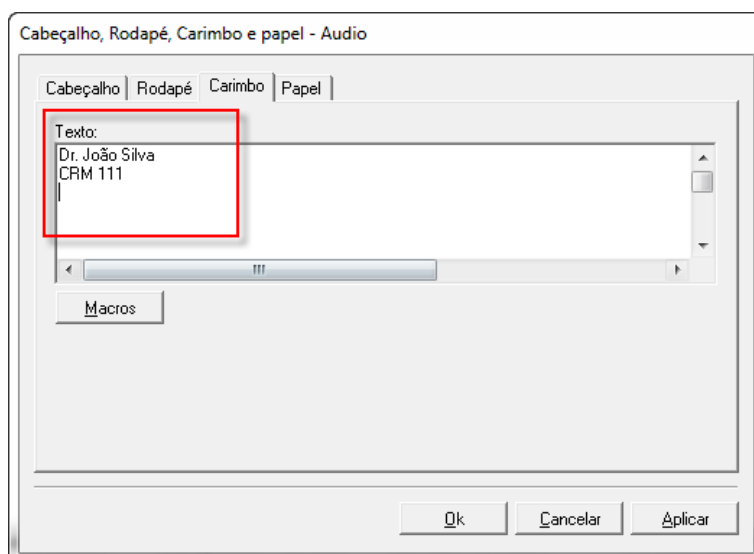 Cabeçalho, Rodapé, Carimbo e papel - Audio
Cabeçalho Rodapé Carimbo Papel
Texto:
Dr. João Silva
CRM 111
Macros
Ok Cancelar Aplicar